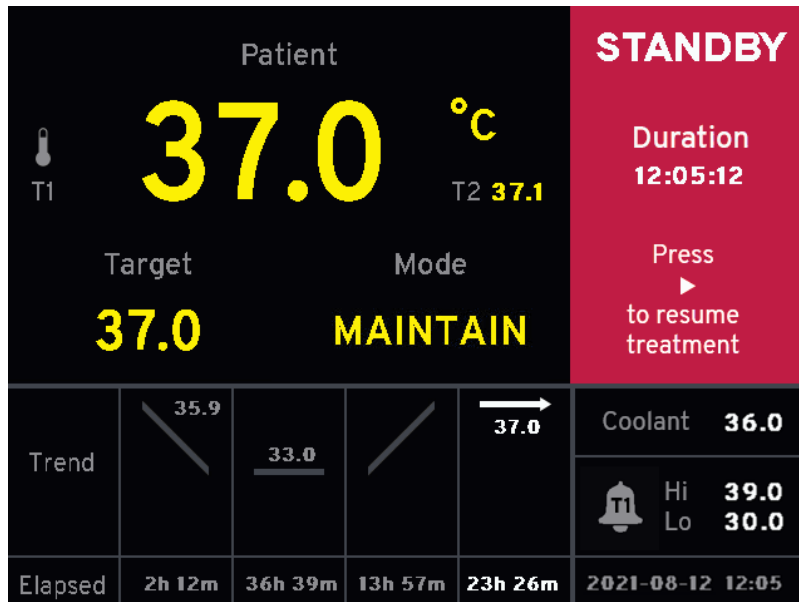 Patient
STANDBY
37.0 °C
T1
T2 37.1
Duration
12:05:12
Target
Mode
37.0
MAINTAIN
Press
to resume
treatment
Trend
35.9
33.0
37.0
Coolant 36.0
T1
Hi 39.0
Lo 30.0
Elapsed 2h 12m 36h 39m 13h 57m 23h 26m
2021-08-12 12:05